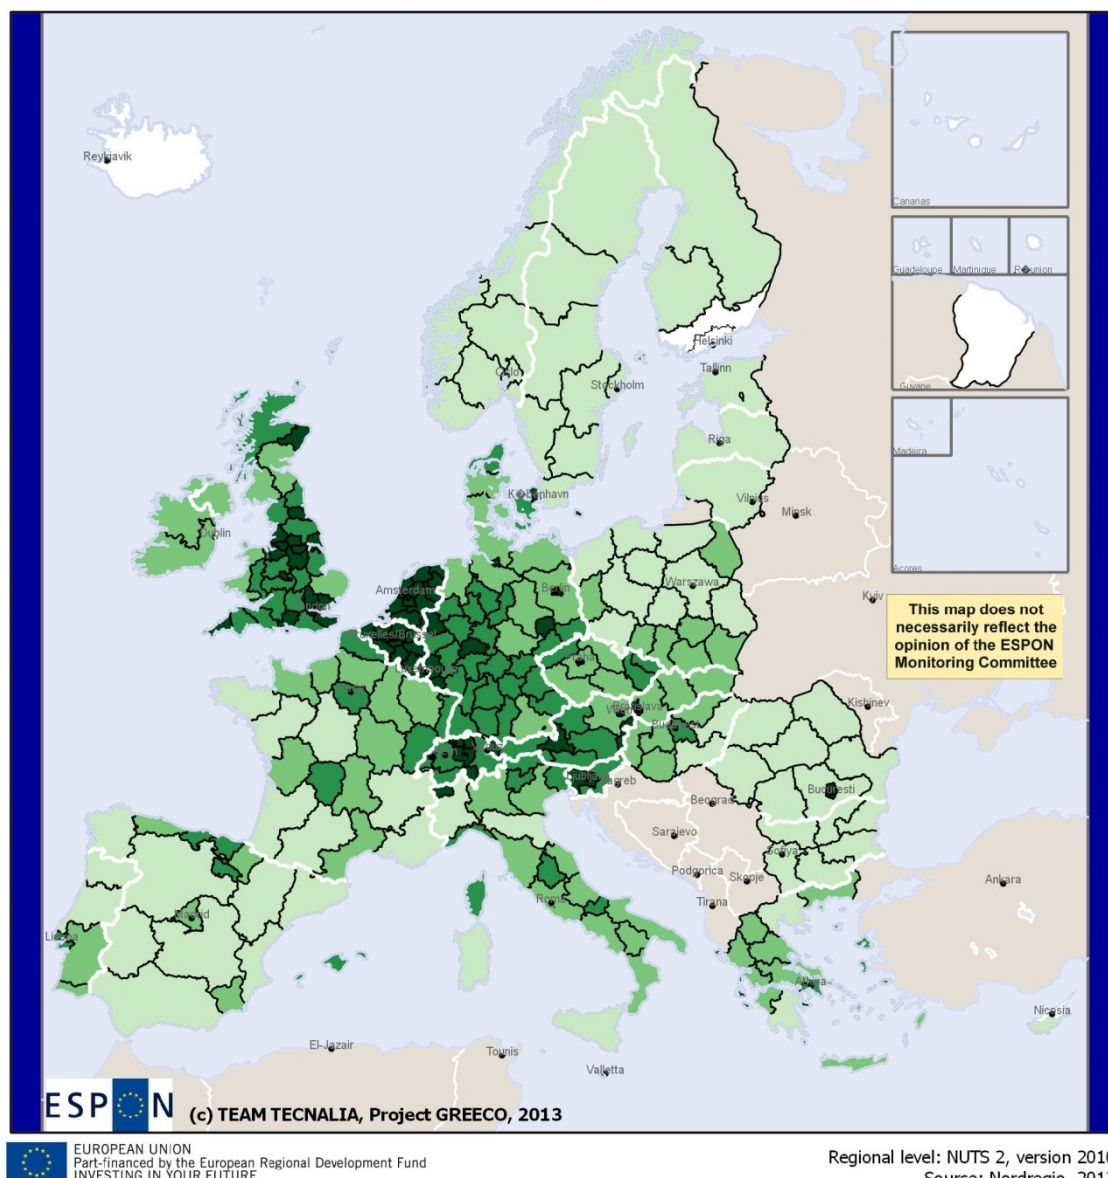 Reykjavik
Canarias
Guadeloupe
Martinique
R�union
Guyane
Madeira
Acores
Helsinki
Tallinn
Oslo
Stockholm
Riga
K�benhavn
Vilnius
Minsk
Dublin
Amsterdam
Berlin
Warszawa
Kyiv
This map does not
necessarily reflect the
opinion of the ESPON
Monitoring Committee
Bratislava
Kishinev
Ljubljana
Zagreb
Bucuresti
Beograd
Sarajevo
Sofiya
Podgorica
Skopje
Ankara
Madrid
Roma
Tirana
Lisboa
Athina
Nicosia
El-Jazair
Tounis
Valletta
ESPON
(c) TEAM TECNALIA, Project GREECO, 2013
EUROPEAN UNION
Part-financed by the European Regional Development Fund
INVESTING IN YOUR FUTURE
Regional level: NUTS 2, version 2010
Source: Nordregio, 2013